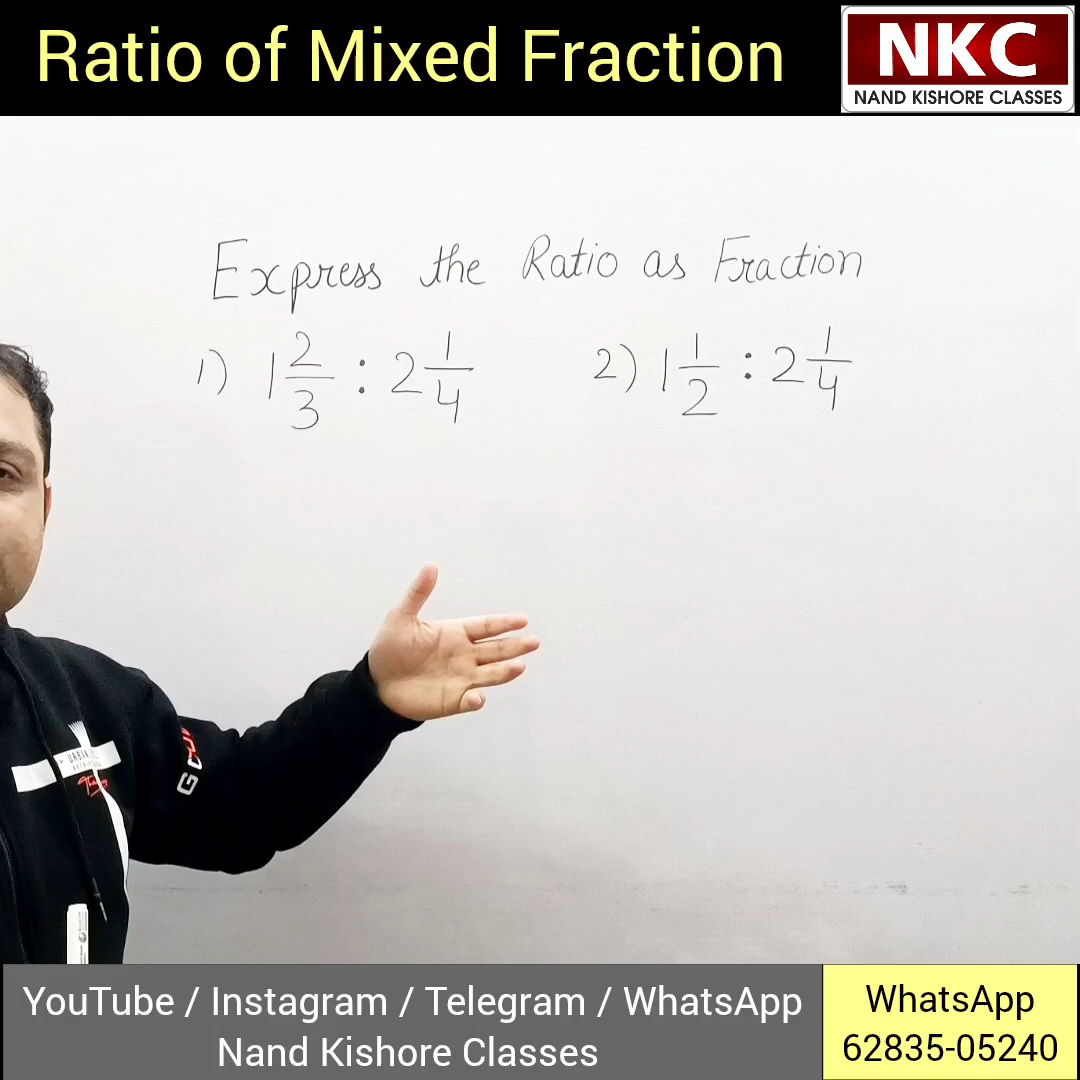 Ratio of Mixed Fraction
NKC
NAND KISHORE CLASSES
Express the Ratio as Fraction
1) 1 2/3 : 2 1/4 2) 1 1/2 : 2 1/4
G
YouTube / Instagram / Telegram / WhatsApp
Nand Kishore Classes
WhatsApp
62835-05240